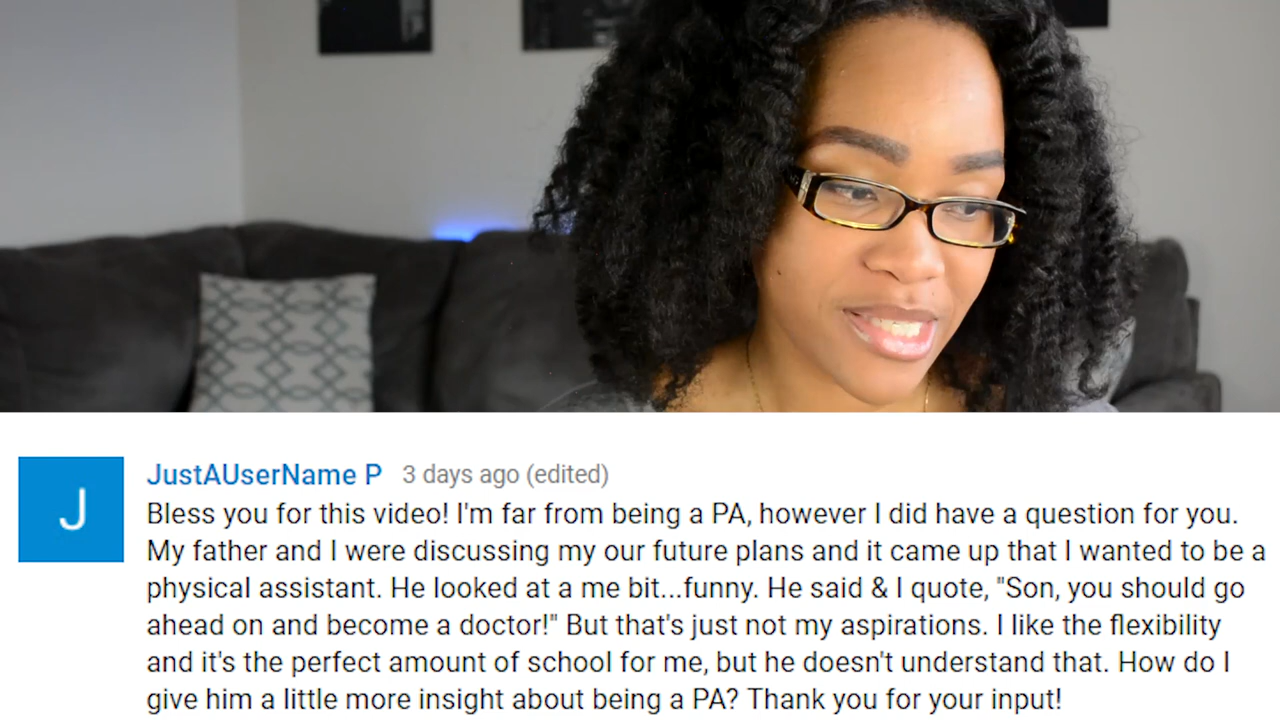 J
JustAUserName P 3 days ago (edited)
Bless you for this video! I'm far from being a PA, however I did have a question for you.
My father and I were discussing my our future plans and it came up that I wanted to be a
physical assistant. He looked at a me bit...funny. He said & I quote, "Son, you should go
ahead on and become a doctor!" But that's just not my aspirations. I like the flexibility
and it's the perfect amount of school for me, but he doesn't understand that. How do I
give him a little more insight about being a PA? Thank you for your input!